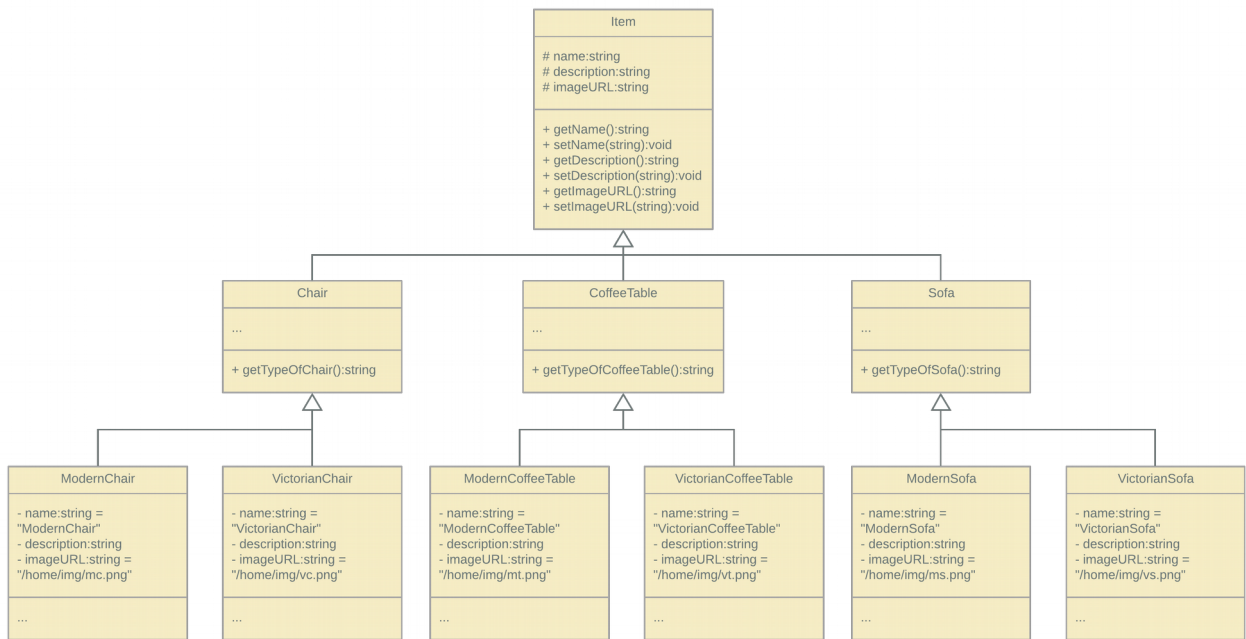 Item
# name:string
# description:string
# imageURL:string
+ getName():string
+ setName(string):void
+ getDescription():string
+ setDescription(string):void
+ getImageURL():string
+ setImageURL(string):void
Chair
...
+ getTypeOfChair():string
CoffeeTable
...
+ getTypeOfCoffeeTable():string
Sofa
...
+ getTypeOfSofa():string
ModernChair
- name:string =
"ModernChair"
- description:string
- imageURL:string =
"/home/img/mc.png"
...
VictorianChair
- name:string =
"VictorianChair"
- description:string
- imageURL:string =
"/home/img/vc.png"
...
ModernCoffeeTable
- name:string =
"ModernCoffeeTable"
- description:string
- imageURL:string =
"/home/img/mt.png"
...
VictorianCoffeeTable
- name:string =
"VictorianCoffeeTable"
- description:string
- imageURL:string =
"/home/img/vt.png"
...
ModernSofa
- name:string =
"ModernSofa"
- description:string
- imageURL:string =
"/home/img/ms.png"
...
VictorianSofa
- name:string =
"VictorianSofa"
- description:string
- imageURL:string =
"/home/img/vs.png"
...